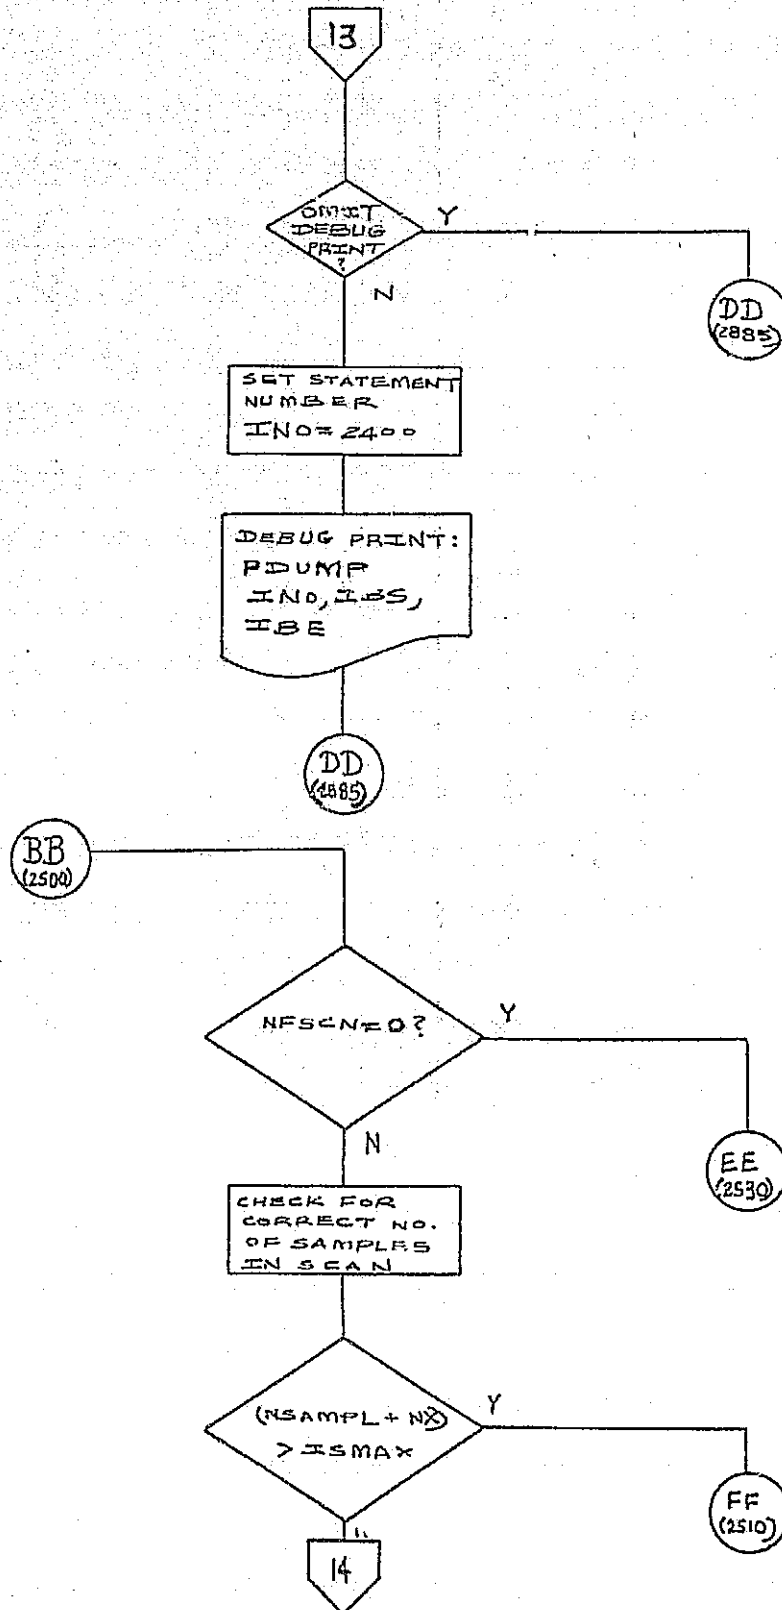 13
OMIT
DEBUG
PRINT
?
Y
N
DD
(2885)
SET STATEMENT
NUMBER
INO=2400
DEBUG PRINT:
PDUMP
INO, IBS,
IBE
DD
(2885)
BB
(2500)
NFSCN=0?
Y
N
EE
(2530)
CHECK FOR
CORRECT NO.
OF SAMPLES
IN SCAN
(NSAMPL + NX)
> ISMAX
Y
FF
(2510)
14